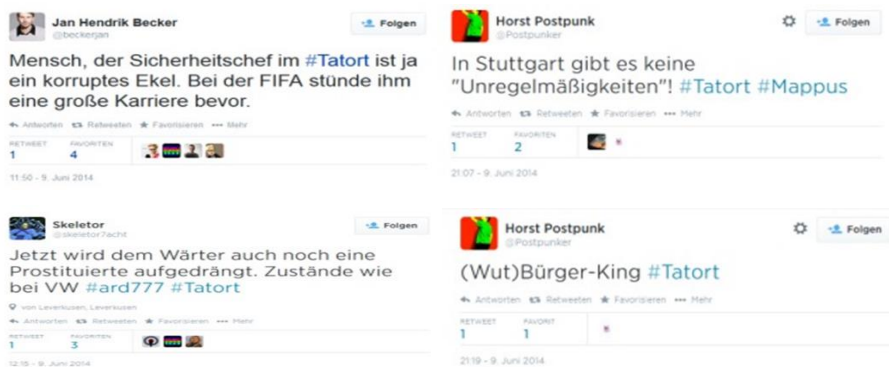 Jan Hendrik Becker
@beckerjan
Folgen
Mensch, der Sicherheitschef im #Tatort ist ja
ein korruptes Ekel. Bei der FIFA stünde ihm
eine große Karriere bevor.
Antworten Retweeten Favorisieren Mehr
RETWEET FAVORITEN
1 4
11:50 - 9. Juni 2014
Horst Postpunk
@Postpunker
Folgen
In Stuttgart gibt es keine
"Unregelmäßigkeiten"! #Tatort #Mappus
Antworten Retweeten Favorisieren Mehr
RETWEET FAVORITEN
1 2
21:07 - 9. Juni 2014
Skeletor
@skeletor7acht
Folgen
Jetzt wird dem Wärter auch noch eine
Prostituierte aufgedrängt. Zustände wie
bei VW #ard777 #Tatort
von Leverkusen, Leverkusen
Antworten Retweeten Favorisieren Mehr
RETWEET FAVORITEN
1 3
12:15 - 9. Juni 2014
Horst Postpunk
@Postpunker
Folgen
(Wut)Bürger-King #Tatort
Antworten Retweeten Favorisieren Mehr
RETWEET FAVORIT
1 1
21:19 - 9. Juni 2014